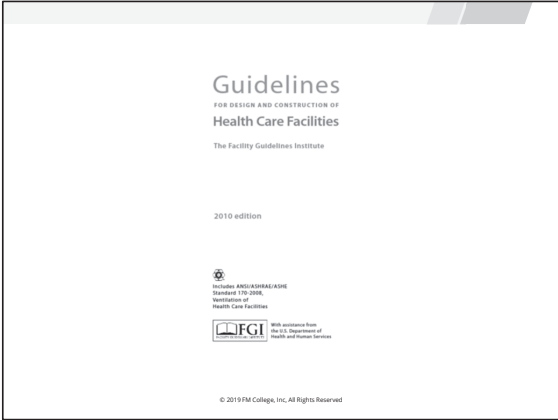 Guidelines
FOR DESIGN AND CONSTRUCTION OF
Health Care Facilities
The Facility Guidelines Institute
2010 edition
Includes ANSI/ASHRAE/ASHE
Standard 170-2008,
Ventilation of
Health Care Facilities
FGI
With assistance from
the U.S. Department of
Health and Human Services
© 2019 FM College, Inc, All Rights Reserved